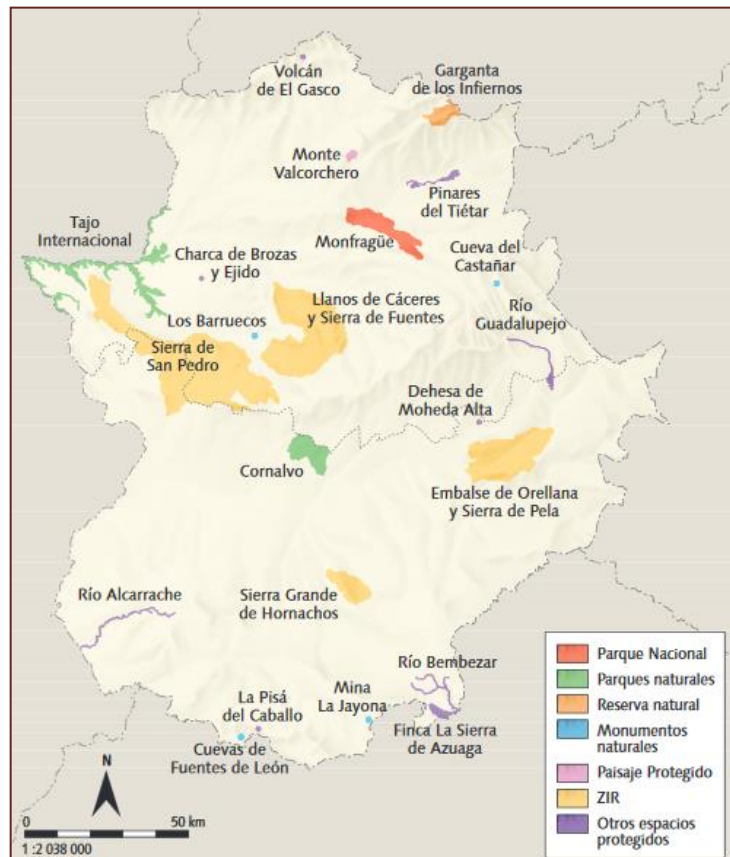 Volcán
de El Gasco
Garganta
de los Infiernos
Monte
Valcorchero
Pinares
del Tiétar
Tajo
Internacional
Monfragüe
Charca de Brozas
y Ejido
Cueva del
Castañar
Llanos de Cáceres
y Sierra de Fuentes
Río
Guadalupejo
Los Barruecos
Sierra de
San Pedro
Dehesa de
Moheda Alta
Cornalvo
Embalse de Orellana
y Sierra de Pela
Río Alcarrache
Sierra Grande
de Hornachos
Río Bembezar
La Pisá
del Caballo
Mina
La Jayona
Finca La Sierra
de Azuaga
Cuevas de
Fuentes de León
Parque Nacional
Parques naturales
Reserva natural
Monumentos
naturales
Paisaje Protegido
ZIR
Otros espacios
protegidos
N
0 50 km
1 :2 038 000